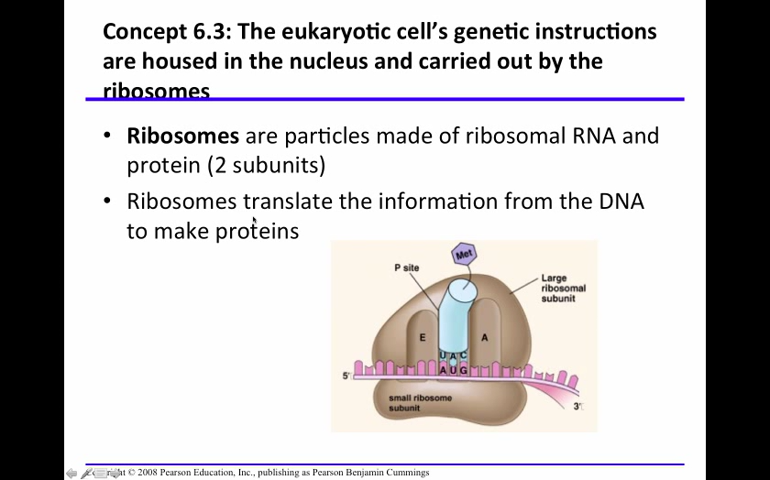 Concept 6.3: The eukaryotic cell's genetic instructions
are housed in the nucleus and carried out by the
ribosomes
• Ribosomes are particles made of ribosomal RNA and
protein (2 subunits)
• Ribosomes translate the information from the DNA
to make proteins
Met
P site
Large
ribosomal
subunit
E
A
UAC
AUG
5'
3'
small ribosome
subunit
© 2008 Pearson Education, Inc., publishing as Pearson Benjamin Cummings